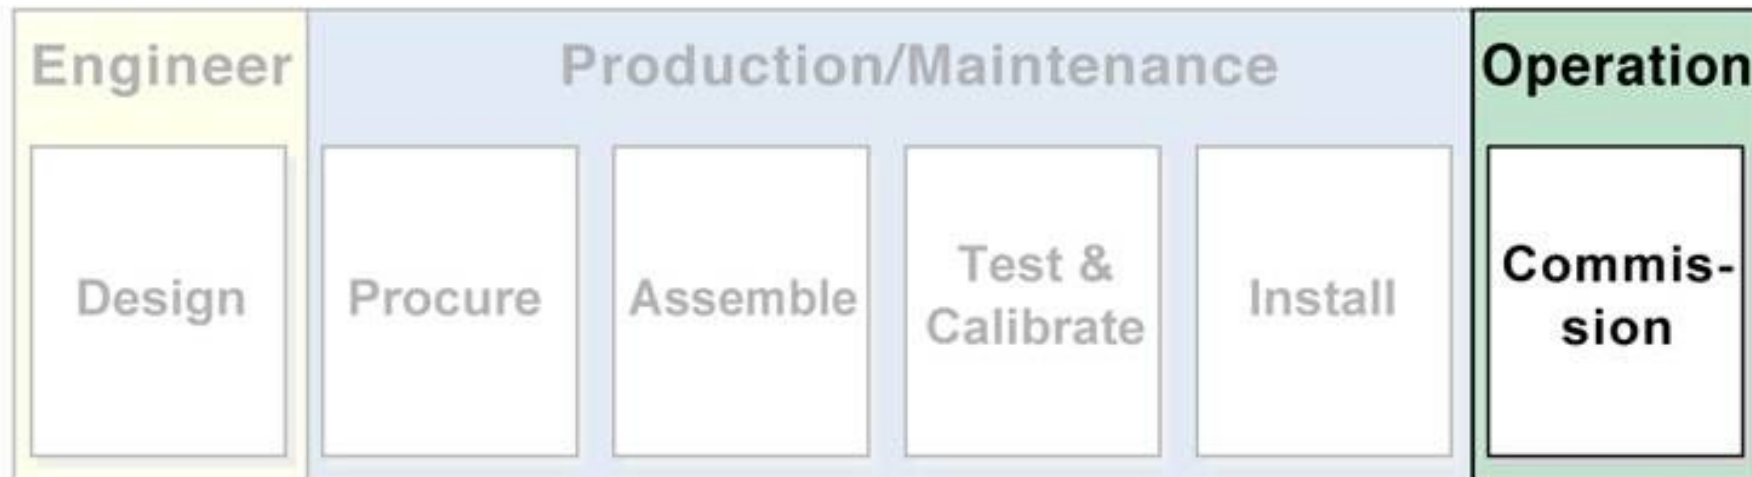 Engineer
Production/Maintenance
Operation
Design
Procure
Assemble
Test &
Calibrate
Install
Commis-
sion